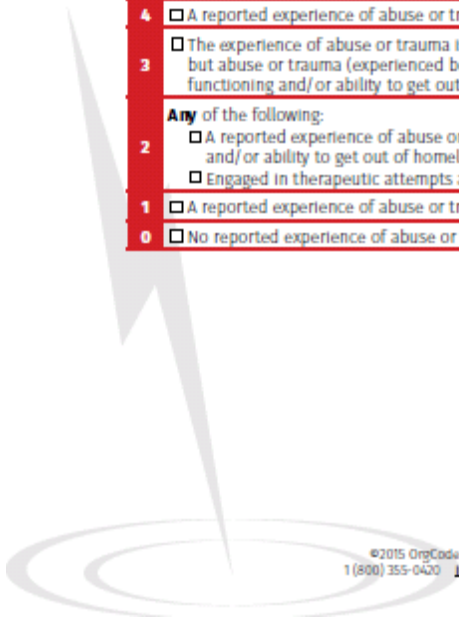 4 ☐ A reported experience of abuse or
3 ☐ The experience of abuse or trauma
but abuse or trauma (experienced
functioning and/or ability to get out
Any of the following:
2 ☐ A reported experience of abuse or
and/or ability to get out of
☐ Engaged in therapeutic attempts
1 ☐ A reported experience of abuse or
0 ☐ No reported experience of abuse or
©2015 OrgCode
1 (800) 355-0420